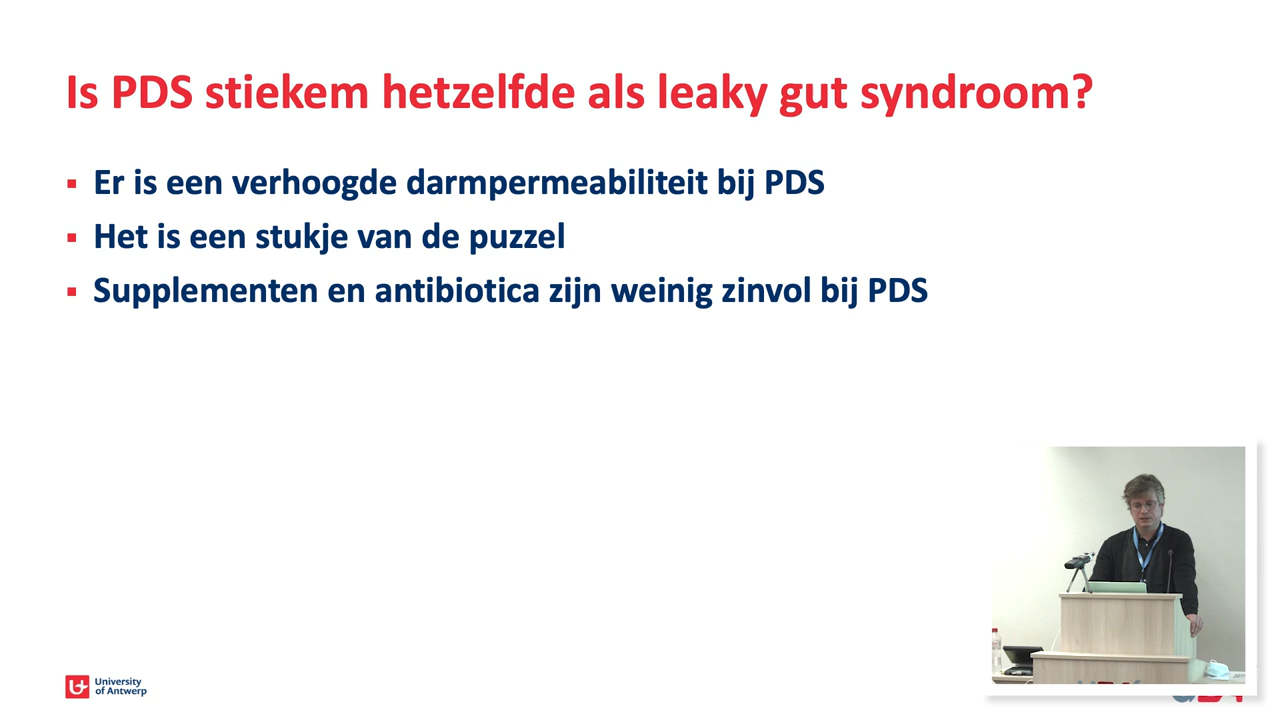 Is PDS stiekem hetzelfde als leaky gut syndroom?
Er is een verhoogde darmpermeabiliteit bij PDS
Het is een stukje van de puzzel
Supplementen en antibiotica zijn weinig zinvol bij PDS
University
of Antwerp